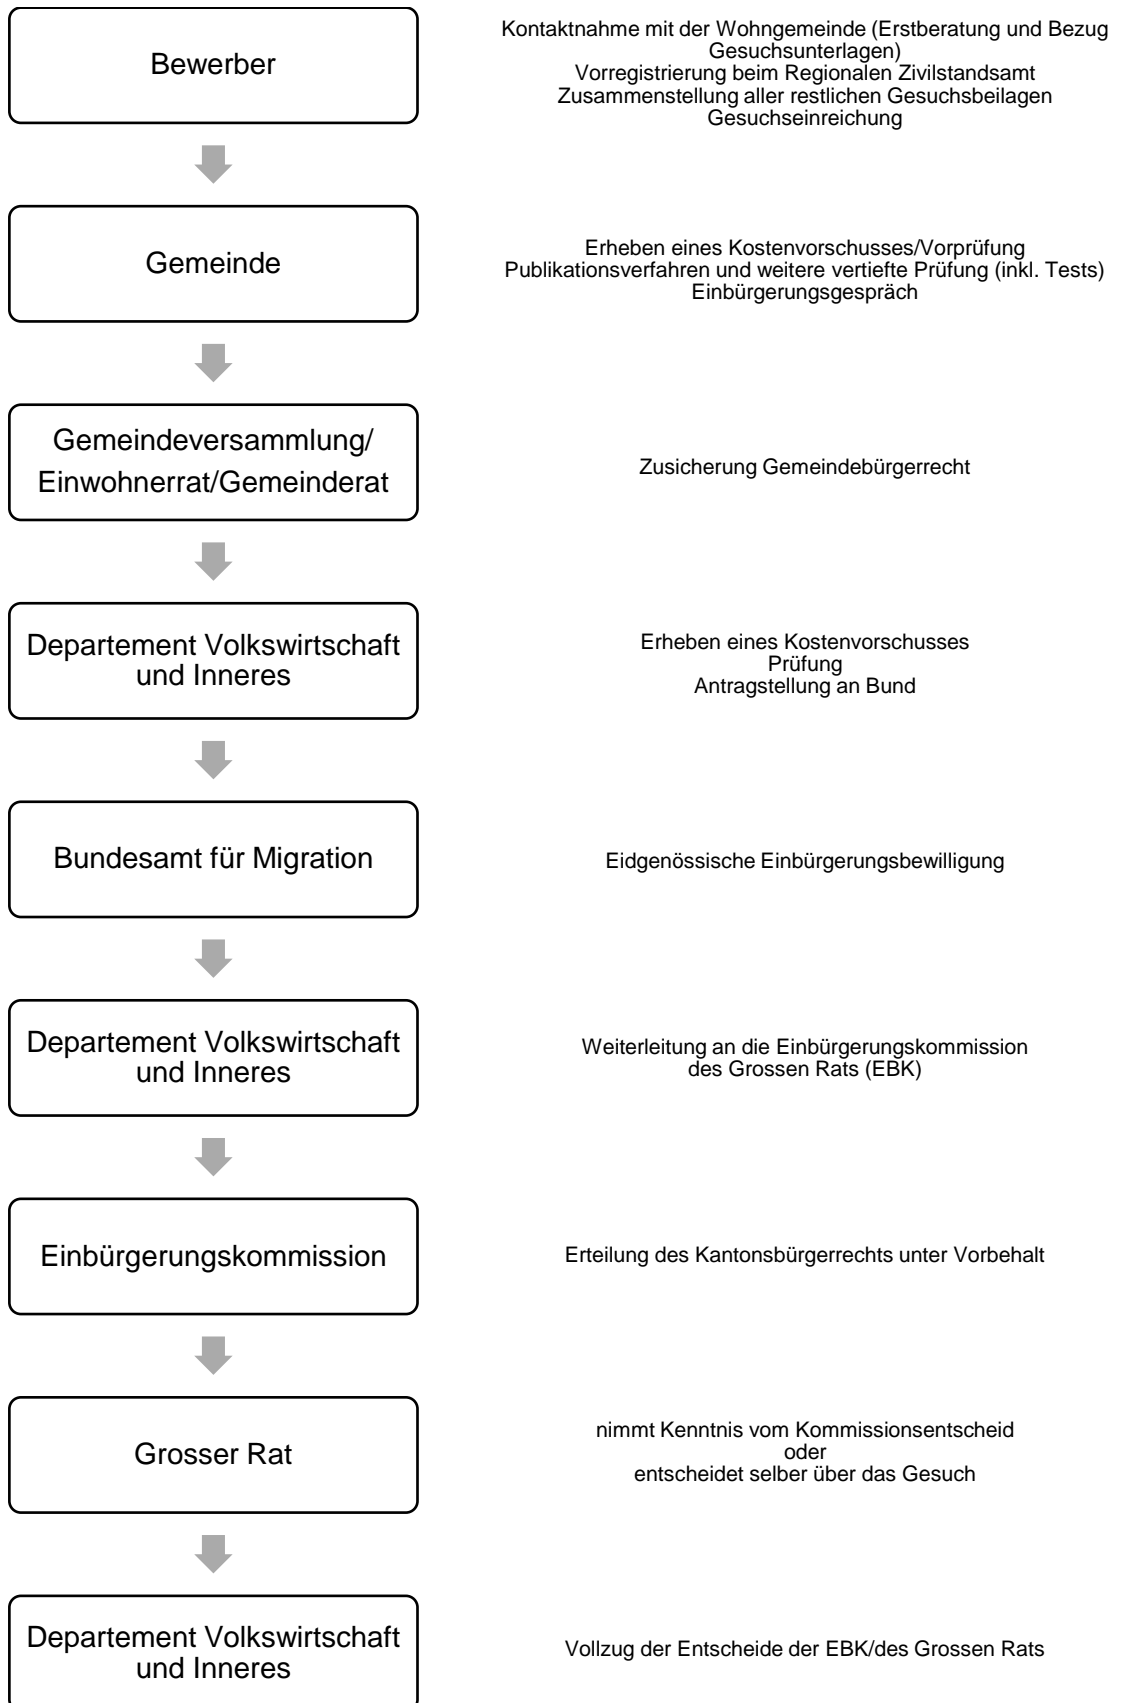 Bewerber
Kontaktnahme mit der Wohngemeinde (Erstberatung und Bezug
Gesuchsunterlagen)
Vorregistrierung beim Regionalen Zivilstandsamt
Zusammenstellung aller restlichen Gesuchsbeilagen
Gesuchseinreichung
Gemeinde
Erheben eines Kostenvorschusses/Vorprüfung
Publikationsverfahren und weitere vertiefte Prüfung (inkl. Tests)
Einbürgerungsgespräch
Gemeindeversammlung/
Einwohnerrat/Gemeinderat
Zusicherung Gemeindebürgerrecht
Departement Volkswirtschaft
und Inneres
Erheben eines Kostenvorschusses
Prüfung
Antragstellung an Bund
Bundesamt für Migration
Eidgenössische Einbürgerungsbewilligung
Departement Volkswirtschaft
und Inneres
Weiterleitung an die Einbürgerungskommission
des Grossen Rats (EBK)
Einbürgerungskommission
Erteilung des Kantonsbürgerrechts unter Vorbehalt
Grosser Rat
nimmt Kenntnis vom Kommissionsentscheid
oder
entscheidet selber über das Gesuch
Departement Volkswirtschaft
und Inneres
Vollzug der Entscheide der EBK/des Grossen Rats